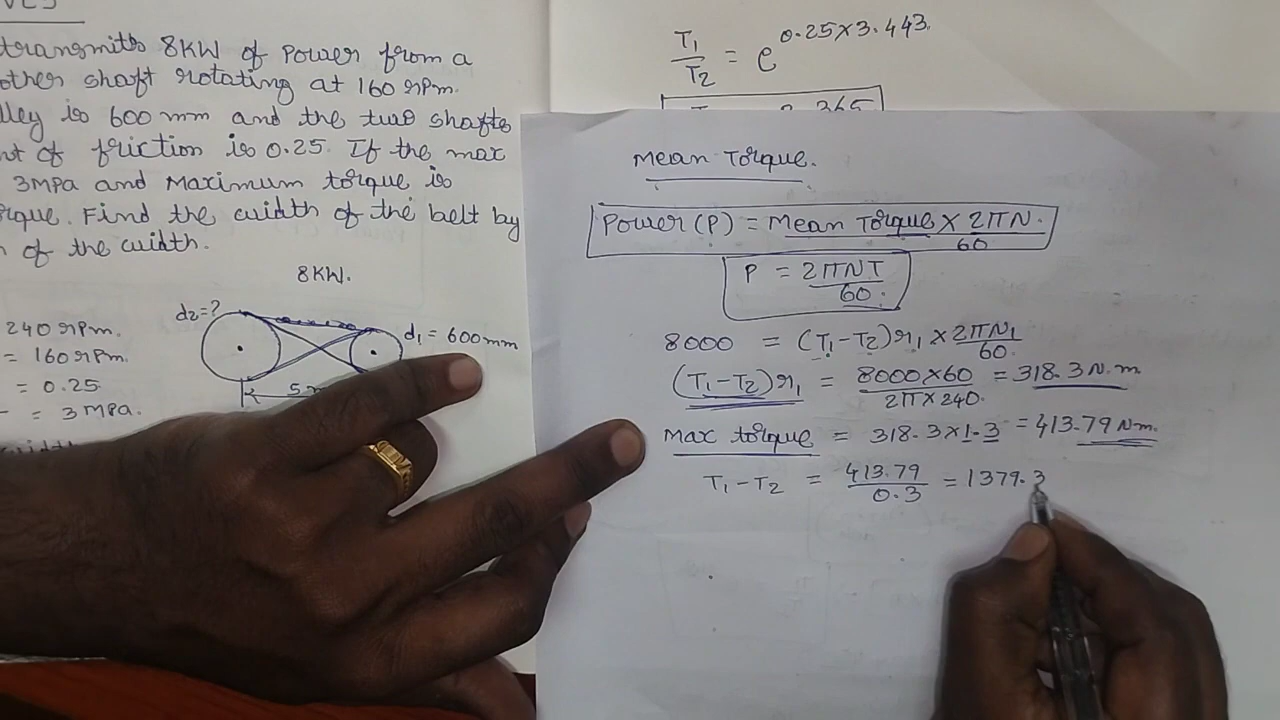 transmits 8KW of Power from a
other shaft rotating at 160 rpm.
lley is 600 mm and the two shafts
nt of friction is 0.25. If the max
3MPa and Maximum torque is
rque. Find the width of the belt by
n of the width.
8KW.
d2=?
d1 = 600mm
240 rpm.
= 160 rpm.
= 0.25
= 3 MPa.
T1/T2 = e^0.25×3.443
Mean Torque.
Power (P) = Mean Torque × 2πN/60
P = 2πNT/60.
8000 = (T1-T2)r1 × 2πN1/60.
(T1-T2)r1 = 8000×60/2π×240. = 318.3 N.m
Max torque = 318.3×1.3 = 413.79 Nm.
T1-T2 = 413.79/0.3 = 1379.3